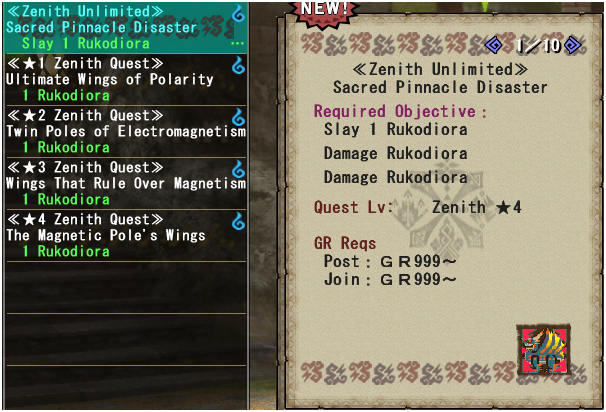 ≪Zenith Unlimited≫
Sacred Pinnacle Disaster
Slay 1 Rukodiora
...
≪★1 Zenith Quest≫
Ultimate Wings of Polarity
1 Rukodiora
≪★2 Zenith Quest≫
Twin Poles of Electromagnetism
1 Rukodiora
≪★3 Zenith Quest≫
Wings That Rule Over Magnetism
1 Rukodiora
≪★4 Zenith Quest≫
The Magnetic Pole's Wings
1 Rukodiora
NEW!
1/10
≪Zenith Unlimited≫
Sacred Pinnacle Disaster
Required Objective:
Slay 1 Rukodiora
Damage Rukodiora
Damage Rukodiora
Quest Lv: Zenith ★4
GR Reqs
Post: ＧＲ999～
Join: ＧＲ999～